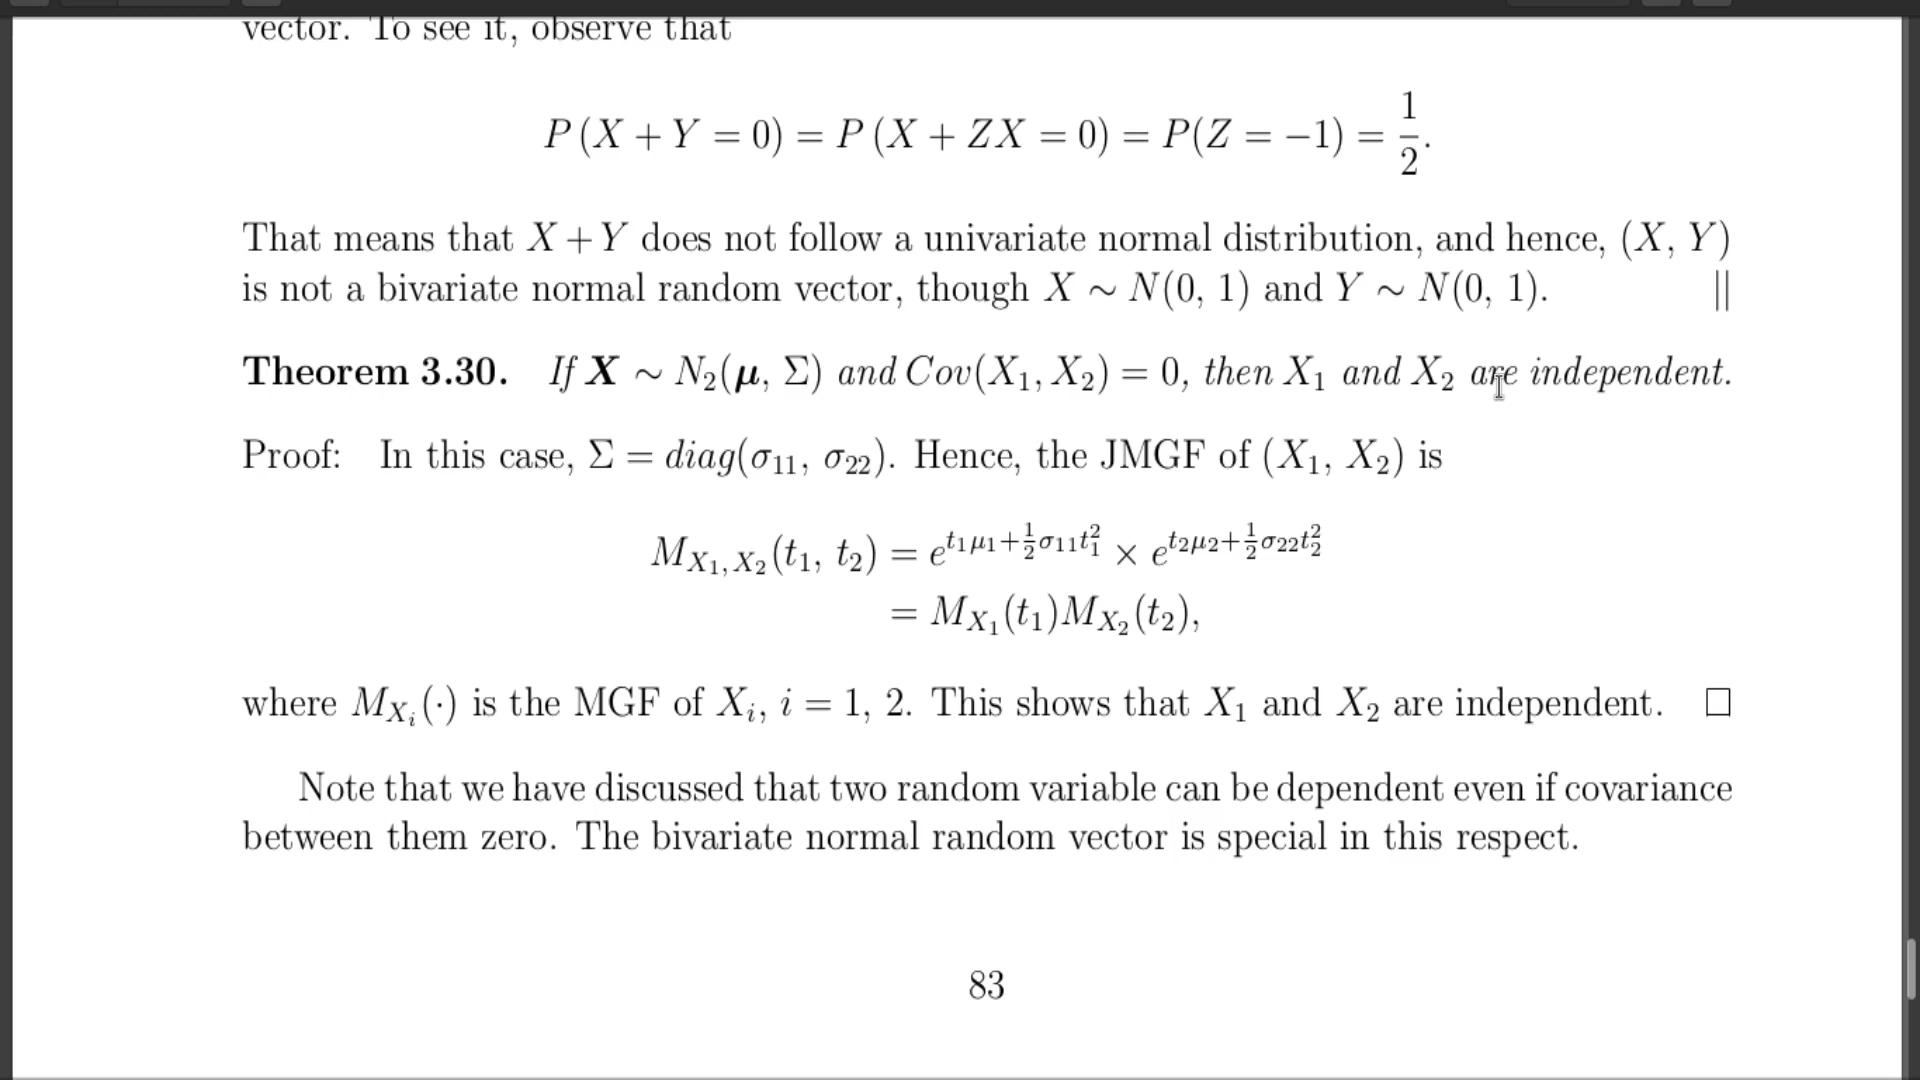 vector. To see it, observe that
P (X + Y = 0) = P (X + ZX = 0) = P(Z = −1) = 1/2.
That means that X + Y does not follow a univariate normal distribution, and hence, (X, Y)
is not a bivariate normal random vector, though X ∼ N(0, 1) and Y ∼ N(0, 1). ||
Theorem 3.30. If X ∼ N₂(μ, Σ) and Cov(X₁, X₂) = 0, then X₁ and X₂ are independent.
Proof: In this case, Σ = diag(σ₁₁, σ₂₂). Hence, the JMGF of (X₁, X₂) is
M_{X₁, X₂}(t₁, t₂) = e^{t₁μ₁+½σ₁₁t₁²} × e^{t₂μ₂+½σ₂₂t₂²}
= M_{X₁}(t₁)M_{X₂}(t₂),
where M_{Xᵢ}(·) is the MGF of Xᵢ, i = 1, 2. This shows that X₁ and X₂ are independent. □
Note that we have discussed that two random variable can be dependent even if covariance
between them zero. The bivariate normal random vector is special in this respect.
83